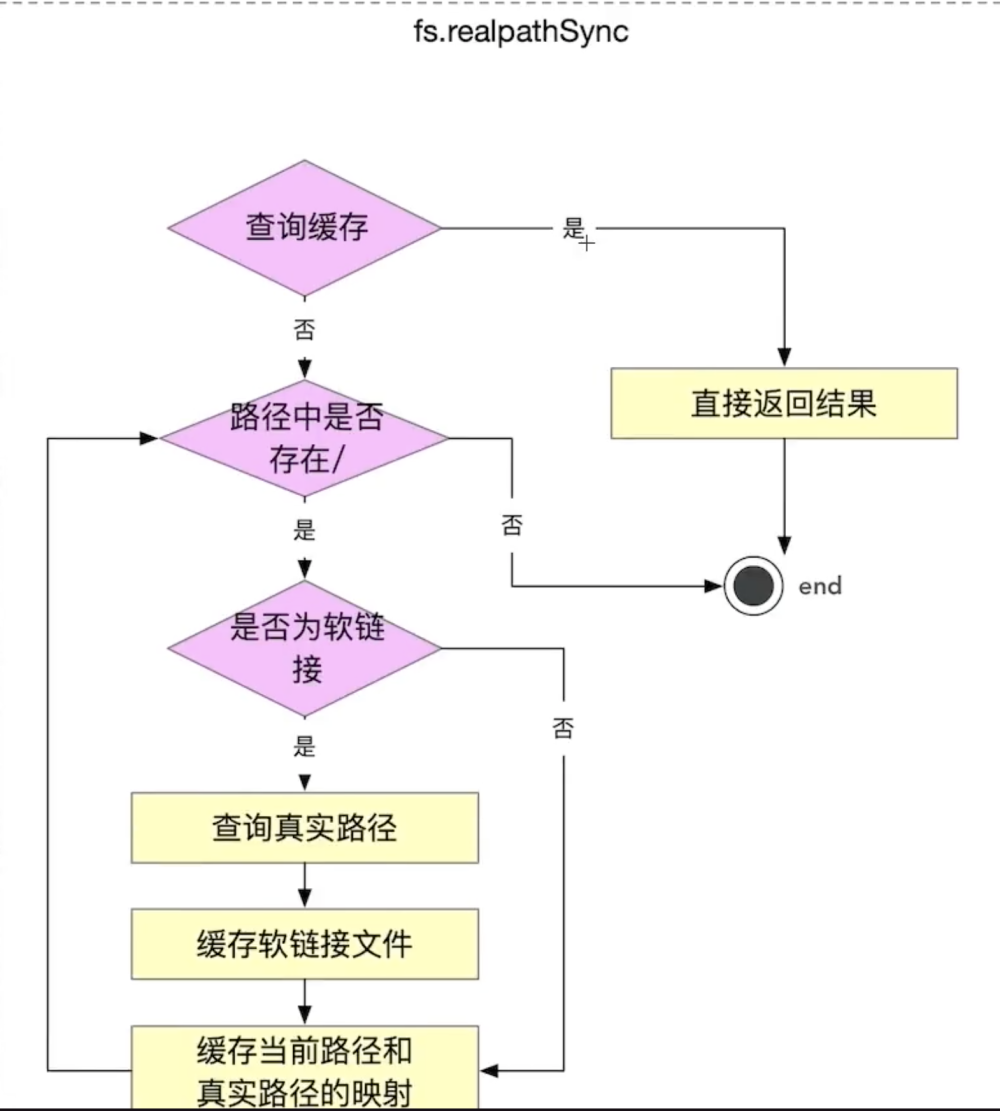 fs.realpathSync
查询缓存
是
否
路径中是否
存在/
直接返回结果
是
否
end
是否为软链
接
否
是
查询真实路径
缓存软链接文件
缓存当前路径和
真实路径的映射